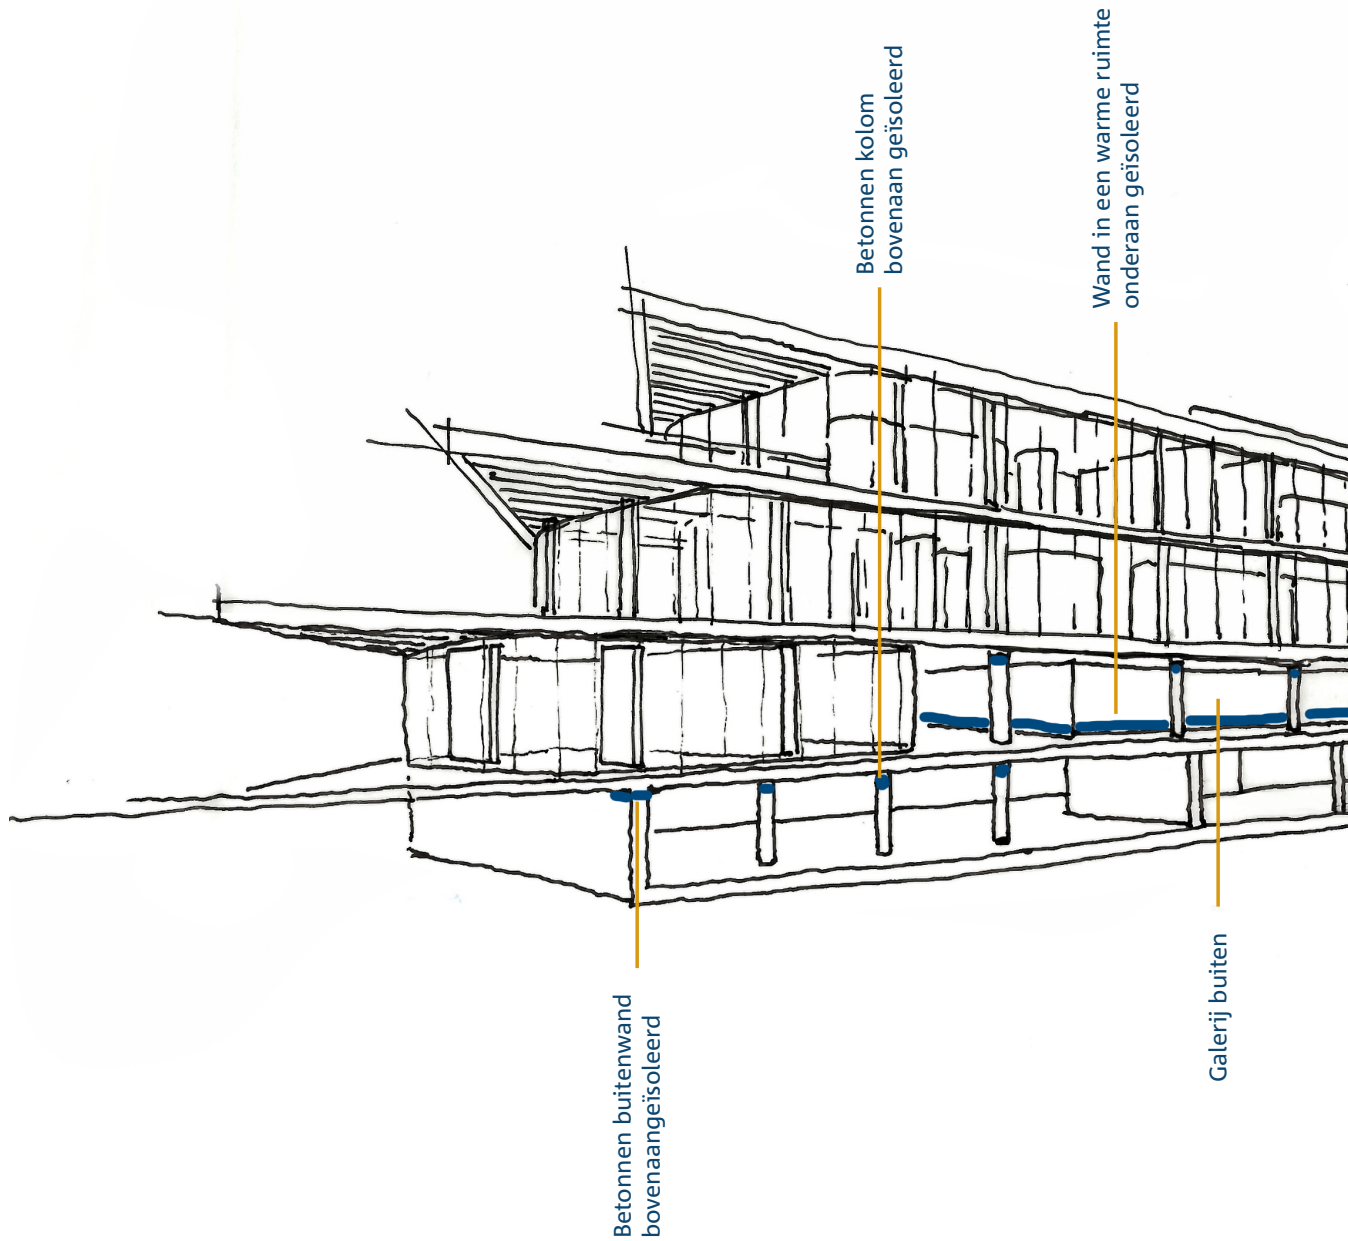 Betonnen buitenwand
bovenaangeïsoleerd
Betonnen kolom
bovenaan geïsoleerd
Wand in een warme ruimte
onderaan geïsoleerd
Galerij buiten